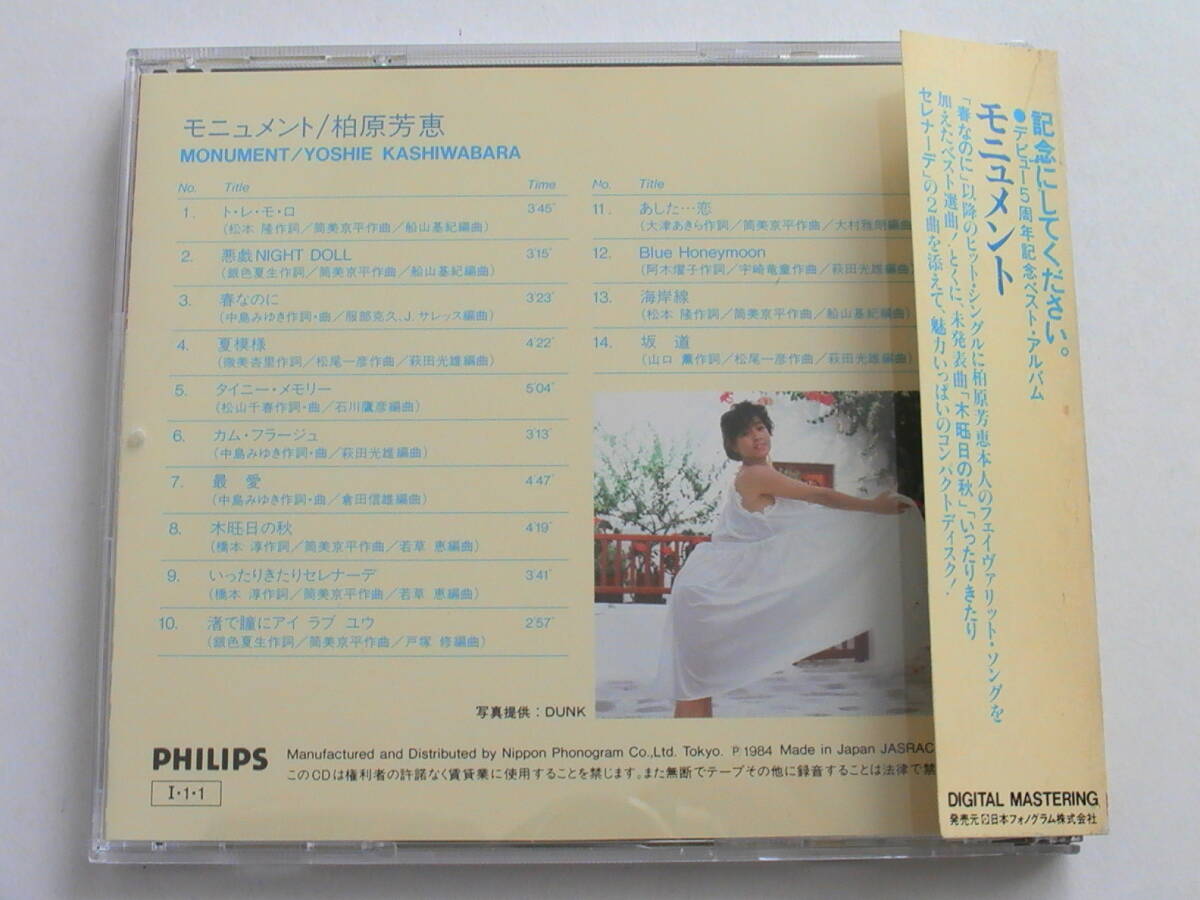 モニュメント/柏原芳恵
MONUMENT/YOSHIE KASHIWABARA
No. Title Time
1. ト・レ・モ・ロ 3'45"
(松本 隆作詞/筒美京平作曲/船山基紀編曲)
2. 悪戯NIGHT DOLL 3'15"
(銀色夏生作詞/筒美京平作曲/船山基紀編曲)
3. 春なのに 3'23"
(中島みゆき作詞・曲/服部克久、J.サレッス編曲)
4. 夏模様 4'22"
(微美杏里作詞/松尾一彦作曲/萩田光雄編曲)
5. タイニー・メモリー 5'04"
(松山千春作詞・曲/石川鷹彦編曲)
6. カム・フラージュ 3'13"
(中島みゆき作詞・曲/萩田光雄編曲)
7. 最 愛 4'47"
(中島みゆき作詞・曲/倉田信雄編曲)
8. 木旺日の秋 4'19"
(橋本 淳作詞/筒美京平作曲/若草 恵編曲)
9. いったりきたりセレナーデ 3'41"
(橋本 淳作詞/筒美京平作曲/若草 恵編曲)
10. 渚で瞳にアイ ラブ ユウ 2'57"
(銀色夏生作詞/筒美京平作曲/戸塚 修編曲)
No. Title
11. あした…恋
(大津あきら作詞/筒美京平作曲/大村雅朗編曲)
12. Blue Honeymoon
(阿木燿子作詞/宇崎竜童作曲/萩田光雄編曲)
13. 海岸線
(松本 隆作詞/筒美京平作曲/船山基紀編曲)
14. 坂 道
(山口 薫作詞/松尾一彦作曲/萩田光雄編曲)
写真提供:DUNK
PHILIPS
I・1・1
Manufactured and Distributed by Nippon Phonogram Co.,Ltd. Tokyo. ℗1984 Made in Japan JASRAC
このCDは権利者の許諾なく賃貸業に使用することを禁じます。また無断でテープその他に録音することは法律で禁
記念にしてください。
●デビュー5周年記念ベスト・アルバム
モニュメント
「春なのに」以降のヒット・シングルに柏原芳恵本人のフェイヴァリット・ソングを
加えたベスト選曲!とくに、未発表曲「木旺日の秋」「いったりきたり
セレナーデ」の2曲を添えて、魅力いっぱいのコンパクトディスク!
DIGITAL MASTERING
発売元 日本フォノグラム株式会社